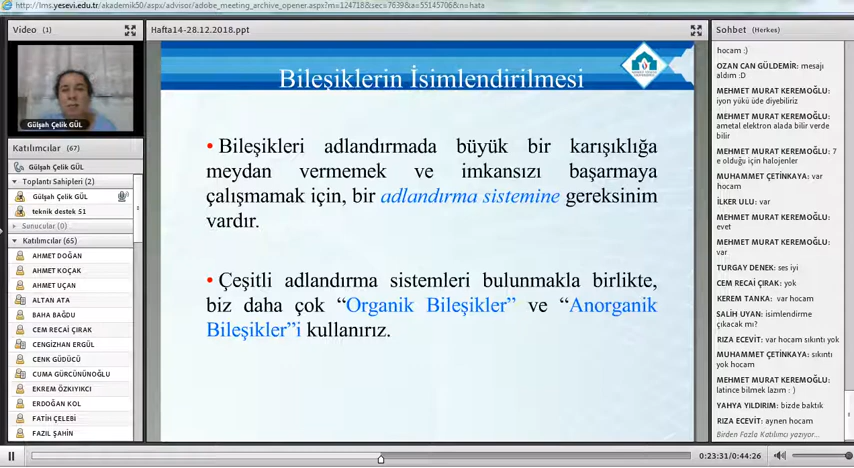 http://lms.yesevi.edu.tr/akademik50/aspx/advisor/adobe_meeting_archive_opener.aspx?m=124718&sec=7639&a=55145706&n=hata
Video (1)
Gülşah Çelik GÜL
Katılımcılar (67)
Gülşah Çelik GÜL
Toplantı Sahipleri (2)
Gülşah Çelik GÜL
teknik destek 51
Sunucular (0)
Katılımcılar (65)
AHMET DOĞAN
AHMET KOÇAK
AHMET UÇAN
ALTAN ATA
BAHA BAĞDU
CEM RECAİ ÇIRAK
CENGİZHAN ERGÜL
CENK GÜDÜCÜ
CUMA GÜRCÜNÜNOĞLU
EKREM ÖZKIYIKCI
ERDOĞAN KOL
FATİH ÇELEBİ
FAZIL ŞAHİN
Hafta14-28.12.2018.ppt
Bileşiklerin İsimlendirilmesi
• Bileşikleri adlandırmada büyük bir karışıklığa
meydan vermemek ve imkansızı başarmaya
çalışmamak için, bir adlandırma sistemine gereksinim
vardır.
• Çeşitli adlandırma sistemleri bulunmakla birlikte,
biz daha çok “Organik Bileşikler” ve “Anorganik
Bileşikler”i kullanırız.
Sohbet (Herkes)
hocam :)
OZAN CAN GÜLDEMİR: mesajı
aldım :D
MEHMET MURAT KEREMOĞLU:
iyon yükü üde diyebiliriz
MEHMET MURAT KEREMOĞLU:
ametal elektron alada bilir verde
bilir
MEHMET MURAT KEREMOĞLU: 7
e olduğu için halojenler
MUHAMMET ÇETİNKAYA: var
hocam
İLKER ULU: var
MEHMET MURAT KEREMOĞLU:
evet
MEHMET MURAT KEREMOĞLU:
var
TURGAY DENEK: ses iyi
CEM RECAİ ÇIRAK: yok
KEREM TANKA: var hocam
SALİH UYAN: isimlendirme
çıkacak mı?
RIZA ECEVİT: var hocam sıkıntı yok
MUHAMMET ÇETİNKAYA: sıkıntı
yok hocam
MEHMET MURAT KEREMOĞLU:
latince bilmek lazım : )
YAHYA YILDIRIM: bizde baktık
RIZA ECEVİT: aynen hocam
Birden Fazla Katılımcı yazıyor...
0:23:31/0:44:26